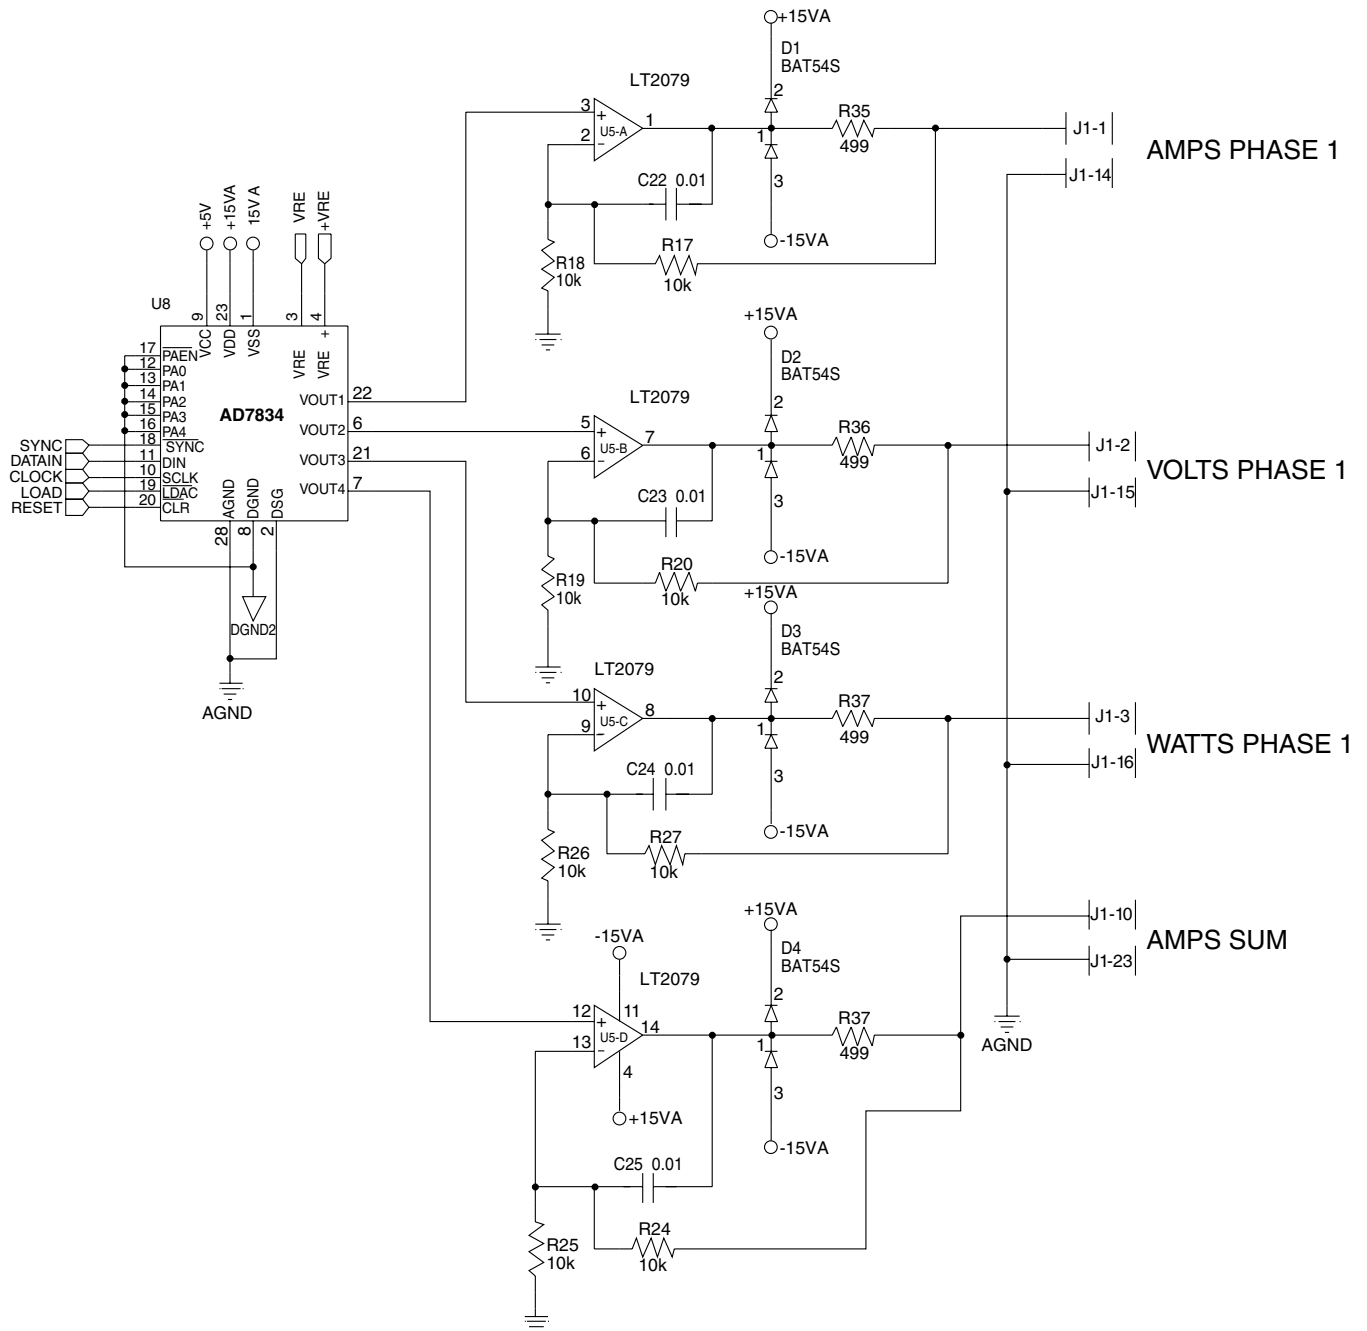 +15VA
D1
BAT54S
LT2079
2
3
+
U5-A
1
2
−
1
R35
499
J1-1
AMPS PHASE 1
J1-14
3
C22 0.01
-15VA
R18
10k
R17
10k
+5V
+15VA
15V A
VRE
+VRE
U8
9
23
1
3
4
VCC
VDD
VSS
VRE
VRE +
17 PAEN
12 PA0
13 PA1
14 PA2
15 PA3
16 PA4
SYNC 18 SYNC
DATAIN 11 DIN
CLOCK 10 SCLK
LOAD 19 LDAC
RESET 20 CLR
AD7834
VOUT1 22
VOUT2 6
VOUT3 21
VOUT4 7
AGND
DGND
DSG
28
8
2
DGND2
AGND
+15VA
D2
BAT54S
LT2079
2
5
+
U5-B
7
6
−
1
R36
499
J1-2
VOLTS PHASE 1
J1-15
3
C23 0.01
-15VA
R19
10k
R20
10k
+15VA
D3
BAT54S
LT2079
2
10
+
U5-C
8
9
−
1
R37
499
J1-3
WATTS PHASE 1
J1-16
3
C24 0.01
-15VA
R26
10k
R27
10k
+15VA
D4
BAT54S
-15VA
LT2079
2
12
+
11
U5-D
14
13
−
4
+15VA
1
R37
499
J1-10
AMPS SUM
J1-23
AGND
3
-15VA
C25 0.01
R25
10k
R24
10k